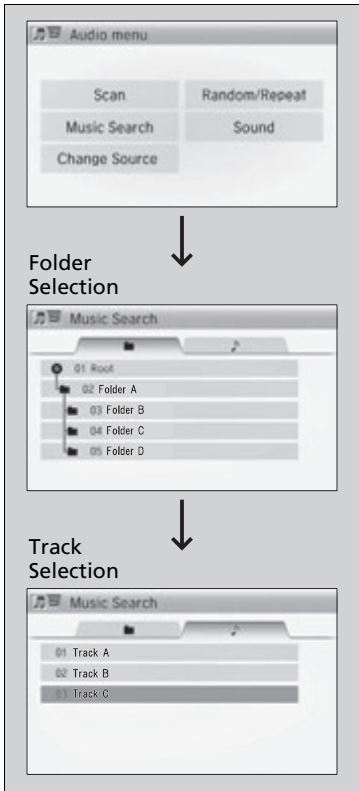 Audio menu
Scan Random/Repeat
Music Search Sound
Change Source
Folder
Selection
Music Search
01 Root
02 Folder A
03 Folder B
04 Folder C
05 Folder D
Track
Selection
Music Search
01 Track A
02 Track B
03 Track C